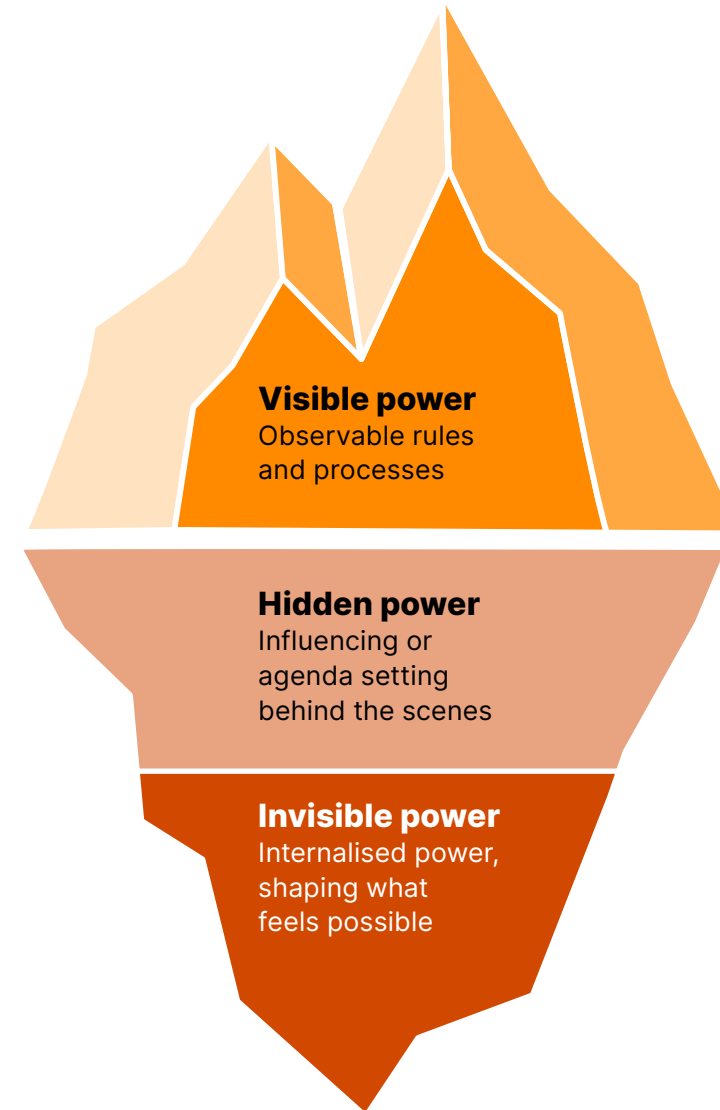 Visible power
Observable rules
and processes
Hidden power
Influencing or
agenda setting
behind the scenes
Invisible power
Internalised power,
shaping what
feels possible